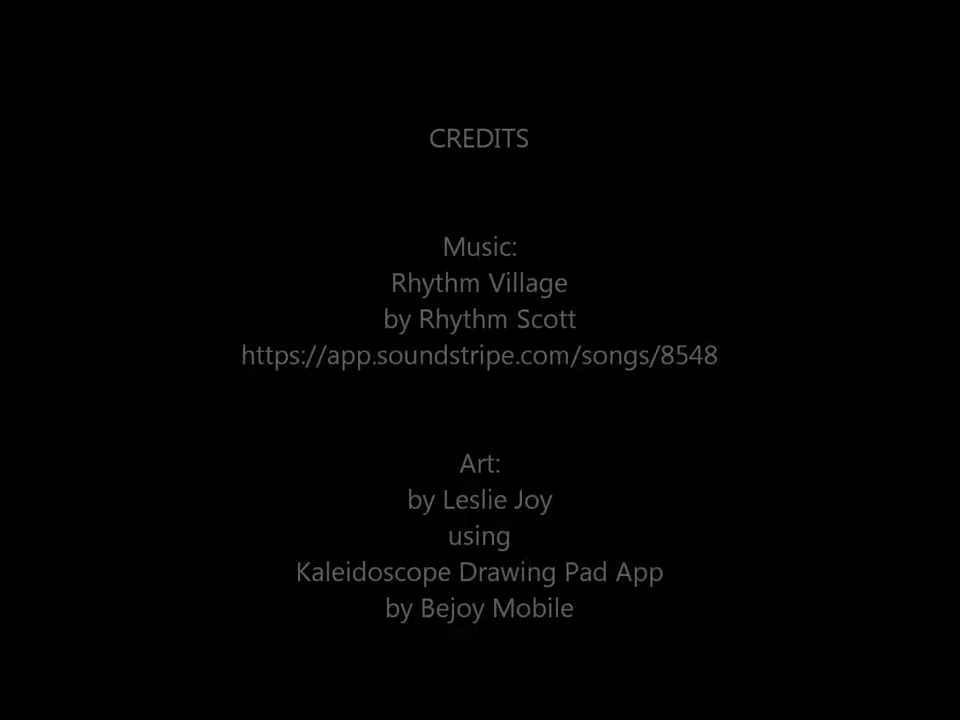 CREDITS
Music:
Rhythm Village
by Rhythm Scott
https://app.soundstripe.com/songs/8548
Art:
by Leslie Joy
using
Kaleidoscope Drawing Pad App
by Bejoy Mobile